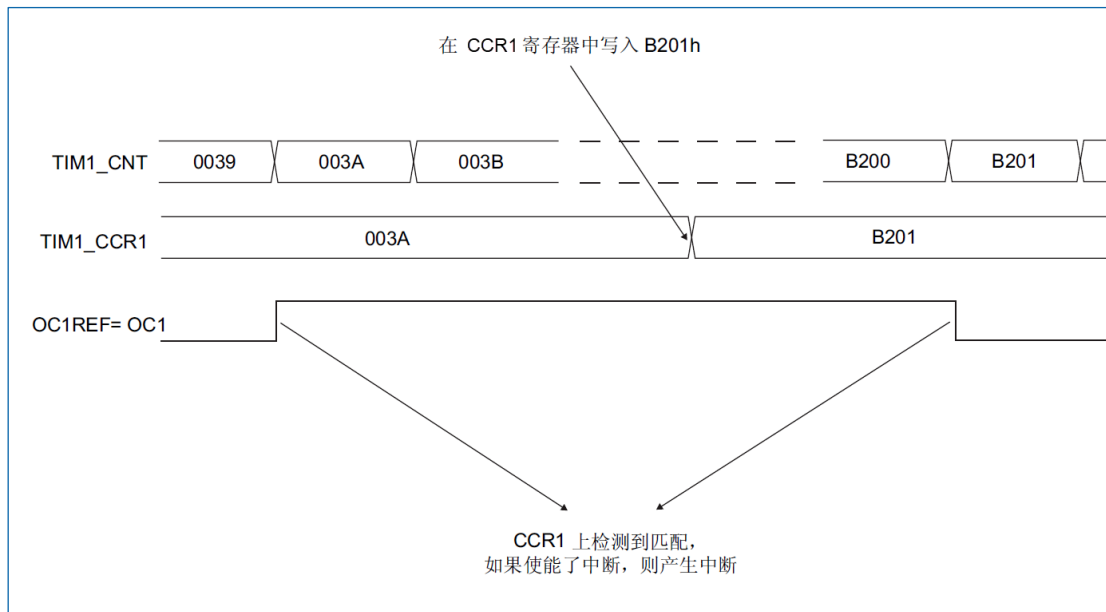 在 CCR1 寄存器中写入 B201h
TIM1_CNT 0039 003A 003B B200 B201
TIM1_CCR1 003A B201
OC1REF= OC1
CCR1 上检测到匹配，
如果使能了中断，则产生中断